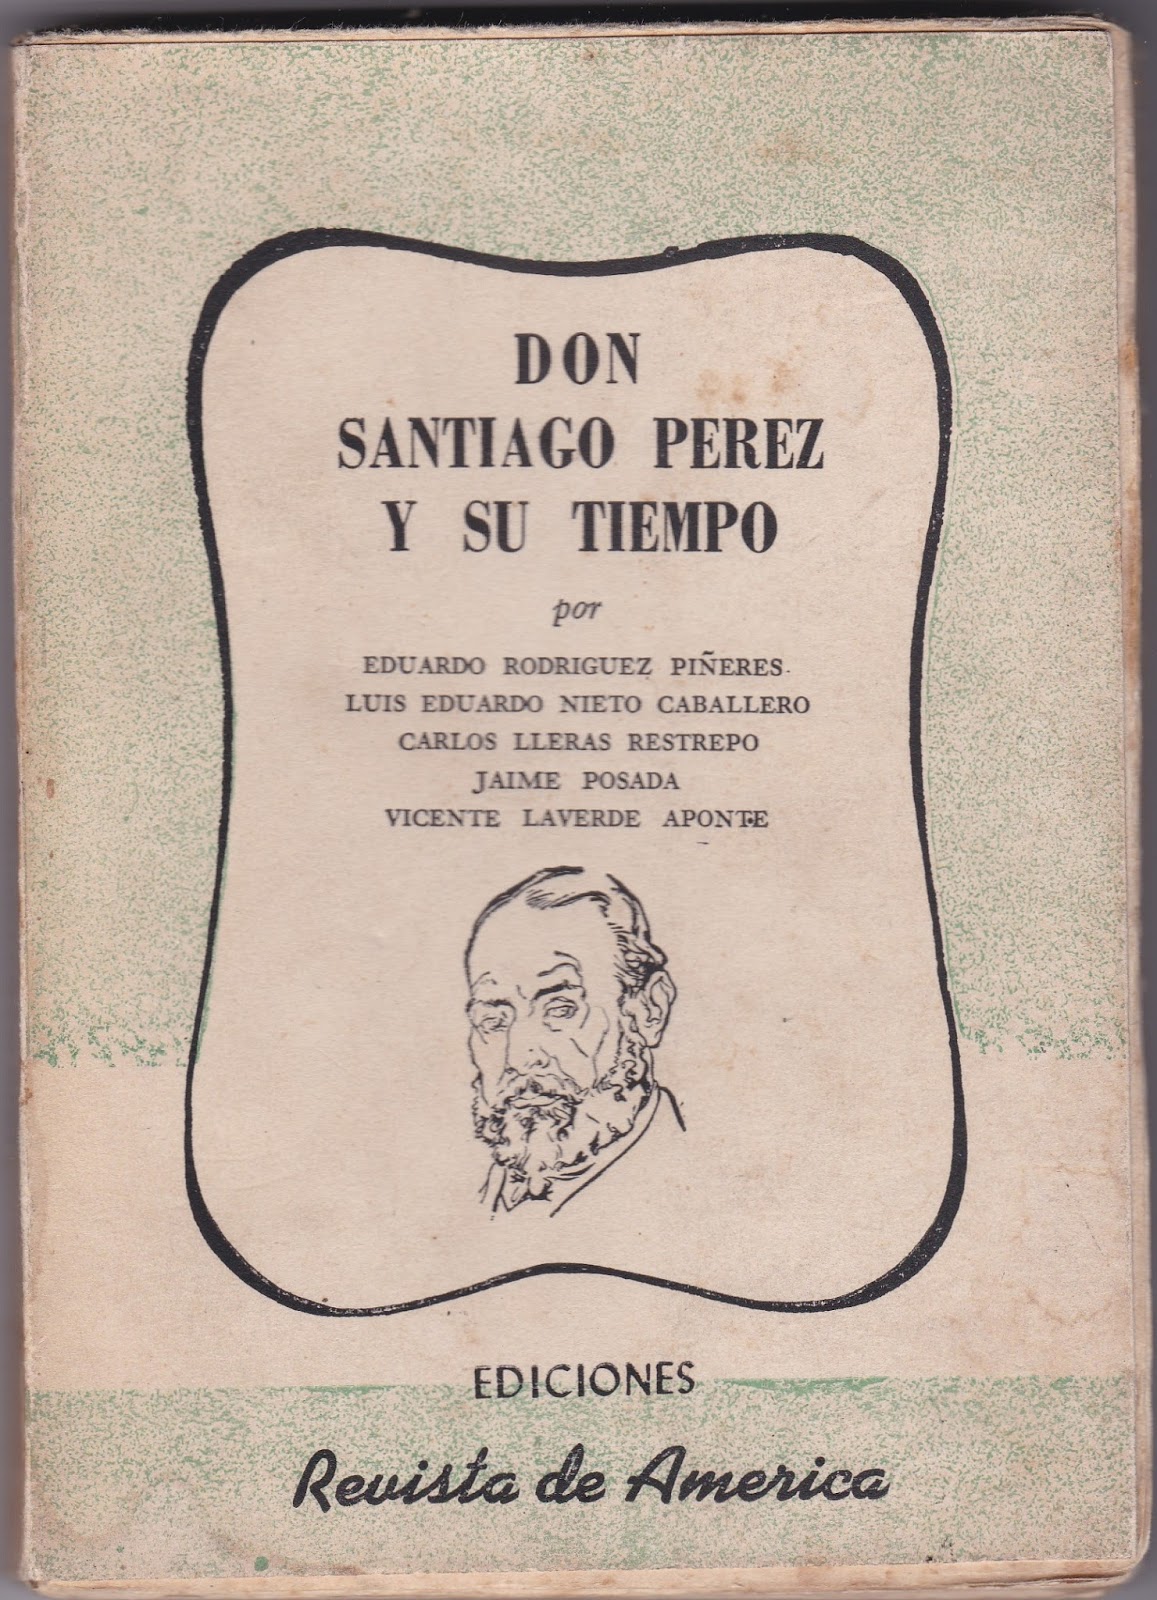 DON
SANTIAGO PEREZ
Y SU TIEMPO
por
EDUARDO RODRIGUEZ PIÑERES
LUIS EDUARDO NIETO CABALLERO
CARLOS LLERAS RESTREPO
JAIME POSADA
VICENTE LAVERDE APONTE
EDICIONES
Revista de America